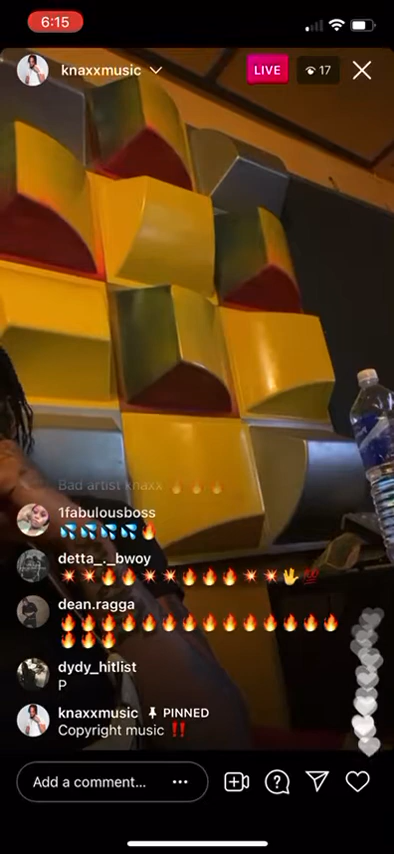 6:15
knaxxmusic
LIVE
17
Bad artist knaxx 🔥🔥🔥
1fabulousboss
💦💦💦💦🔥
detta_._bwoy
💥💥🔥🔥💥💥🔥🔥🔥💥💥🖖💯
dean.ragga
🔥🔥🔥🔥🔥🔥🔥🔥🔥🔥🔥🔥🔥
🔥🔥🔥
dydy_hitlist
P
knaxxmusic PINNED
Copyright music ‼️
Add a comment...